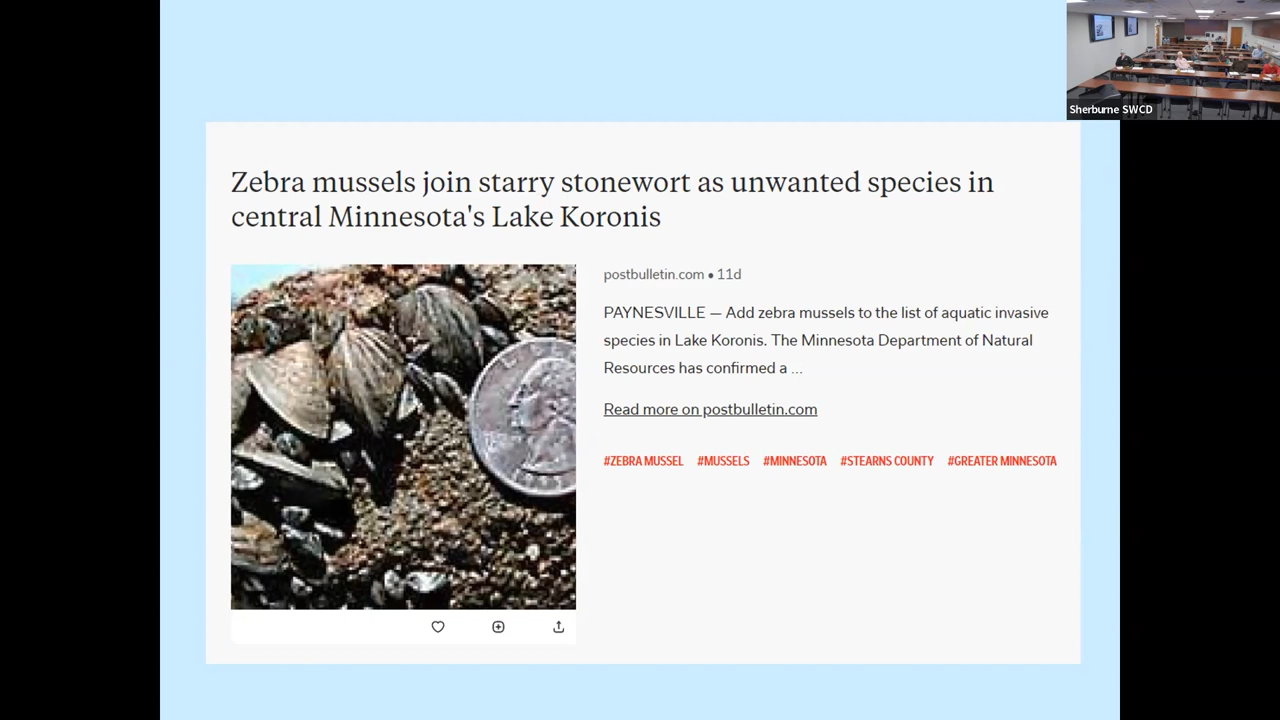 Sherburne SWCD
Zebra mussels join starry stonewort as unwanted species in
central Minnesota's Lake Koronis
postbulletin.com • 11d
PAYNESVILLE — Add zebra mussels to the list of aquatic invasive
species in Lake Koronis. The Minnesota Department of Natural
Resources has confirmed a ...
Read more on postbulletin.com
#ZEBRA MUSSEL #MUSSELS #MINNESOTA #STEARNS COUNTY #GREATER MINNESOTA